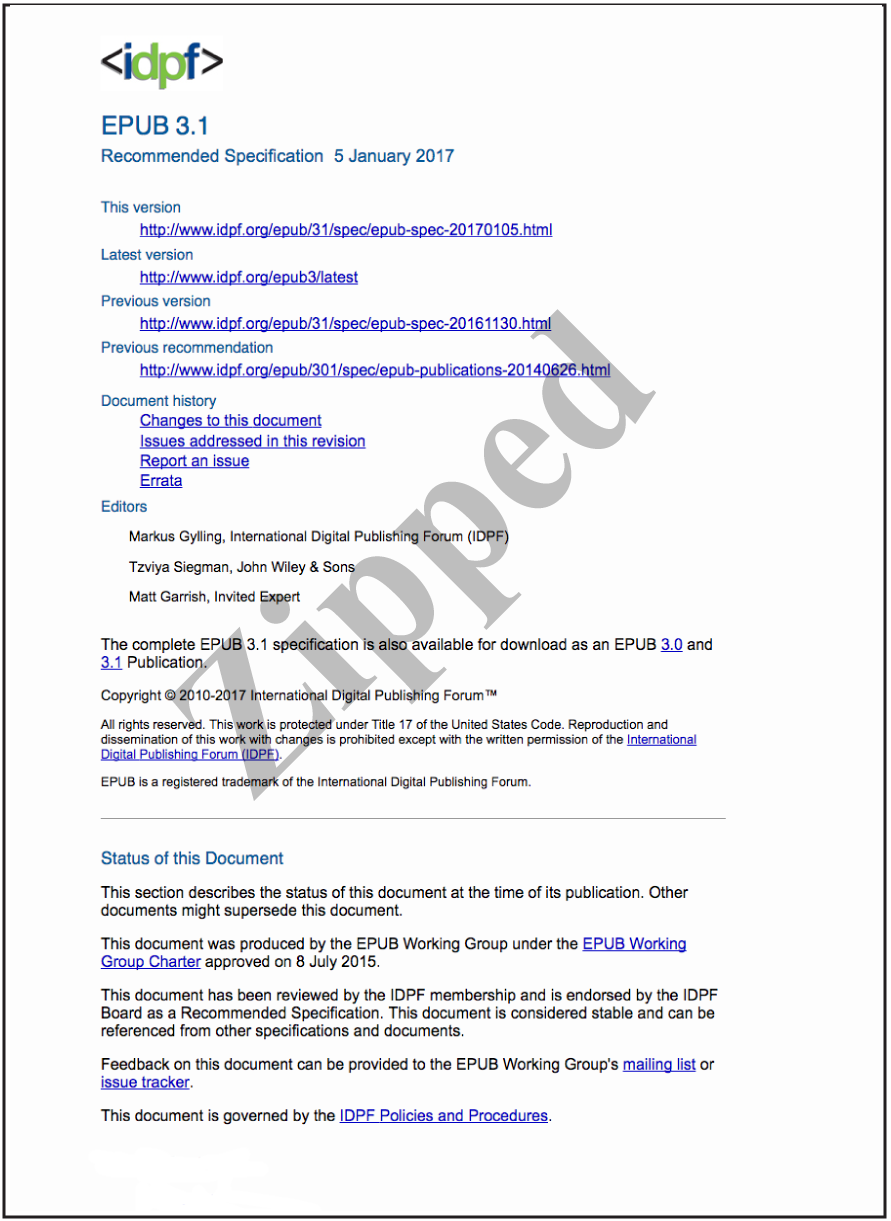 <idpf>
EPUB 3.1
Recommended Specification 5 January 2017
This version
http://www.idpf.org/epub/31/spec/epub-spec-20170105.html
Latest version
http://www.idpf.org/epub3/latest
Previous version
http://www.idpf.org/epub/31/spec/epub-spec-20161130.html
Previous recommendation
http://www.idpf.org/epub/301/spec/epub-publications-20140626.html
Document history
Changes to this document
Issues addressed in this revision
Report an issue
Errata
Editors
Markus Gylling, International Digital Publishing Forum (IDPF)
Tzviya Siegman, John Wiley & Sons
Matt Garrish, Invited Expert
The complete EPUB 3.1 specification is also available for download as an EPUB 3.0 and
3.1 Publication.
Copyright © 2010-2017 International Digital Publishing Forum™
All rights reserved. This work is protected under Title 17 of the United States Code. Reproduction and
dissemination of this work with changes is prohibited except with the written permission of the International
Digital Publishing Forum (IDPF).
EPUB is a registered trademark of the International Digital Publishing Forum.
Zipped
Status of this Document
This section describes the status of this document at the time of its publication. Other
documents might supersede this document.
This document was produced by the EPUB Working Group under the EPUB Working
Group Charter approved on 8 July 2015.
This document has been reviewed by the IDPF membership and is endorsed by the IDPF
Board as a Recommended Specification. This document is considered stable and can be
referenced from other specifications and documents.
Feedback on this document can be provided to the EPUB Working Group's mailing list or
issue tracker.
This document is governed by the IDPF Policies and Procedures.